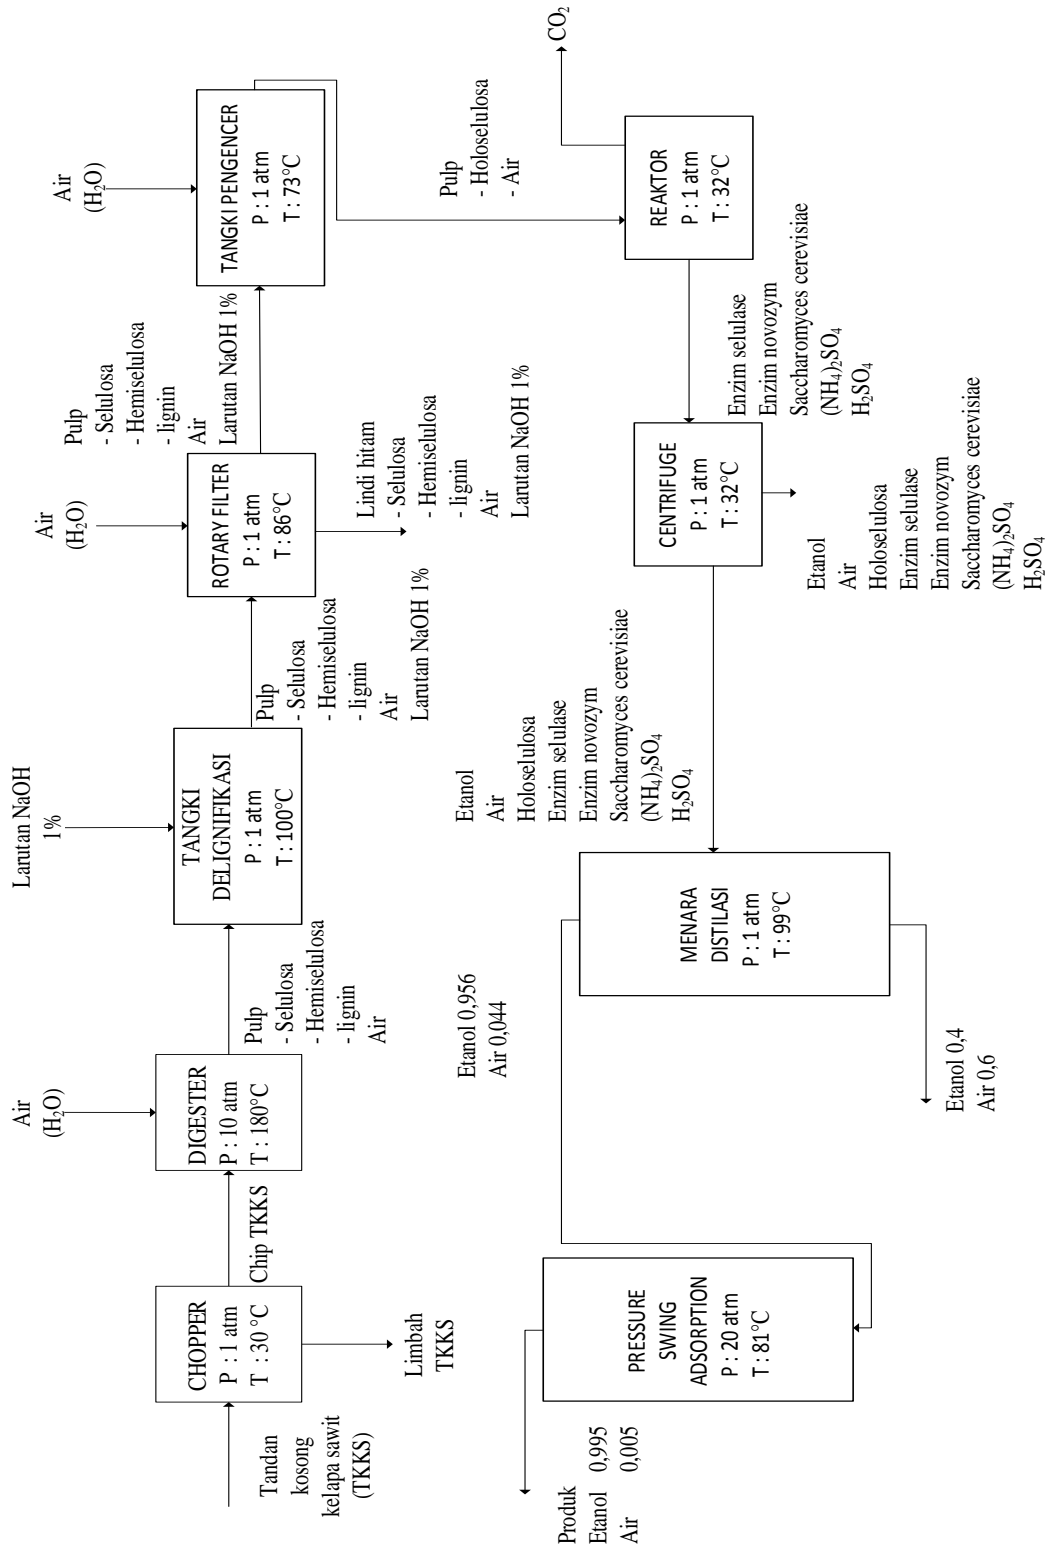 Tandan
kosong
kelapa sawit
(TKKS)
CHOPPER
P : 1 atm
T : 30 °C
Limbah
TKKS
Chip TKKS
Air
(H₂O)
DIGESTER
P : 10 atm
T : 180°C
Pulp
- Selulosa
- Hemiselulosa
- lignin
Air
Larutan NaOH
1%
TANGKI
DELIGNIFIKASI
P : 1 atm
T : 100°C
Pulp
- Selulosa
- Hemiselulosa
- lignin
Air
Larutan NaOH 1%
Air
(H₂O)
ROTARY FILTER
P : 1 atm
T : 86°C
Lindi hitam
- Selulosa
- Hemiselulosa
- lignin
Air
Larutan NaOH 1%
Pulp
- Selulosa
- Hemiselulosa
- lignin
Air
Larutan NaOH 1%
Air
(H₂O)
TANGKI PENGENCER
P : 1 atm
T : 73°C
Pulp
- Holoselulosa
- Air
REAKTOR
P : 1 atm
T : 32°C
CO₂
Enzim selulase
Enzim novozym
Saccharomyces cerevisiae
(NH₄)₂SO₄
H₂SO₄
CENTRIFUGE
P : 1 atm
T : 32°C
Etanol
Air
Holoselulosa
Enzim selulase
Enzim novozym
Saccharomyces cerevisiae
(NH₄)₂SO₄
H₂SO₄
Etanol
Air
Holoselulosa
Enzim selulase
Enzim novozym
Saccharomyces cerevisiae
(NH₄)₂SO₄
H₂SO₄
MENARA
DISTILASI
P : 1 atm
T : 99°C
Etanol 0,956
Air 0,044
Etanol 0,4
Air 0,6
PRESSURE
SWING
ADSORPTION
P : 20 atm
T : 81°C
Produk
Etanol 0,995
Air 0,005